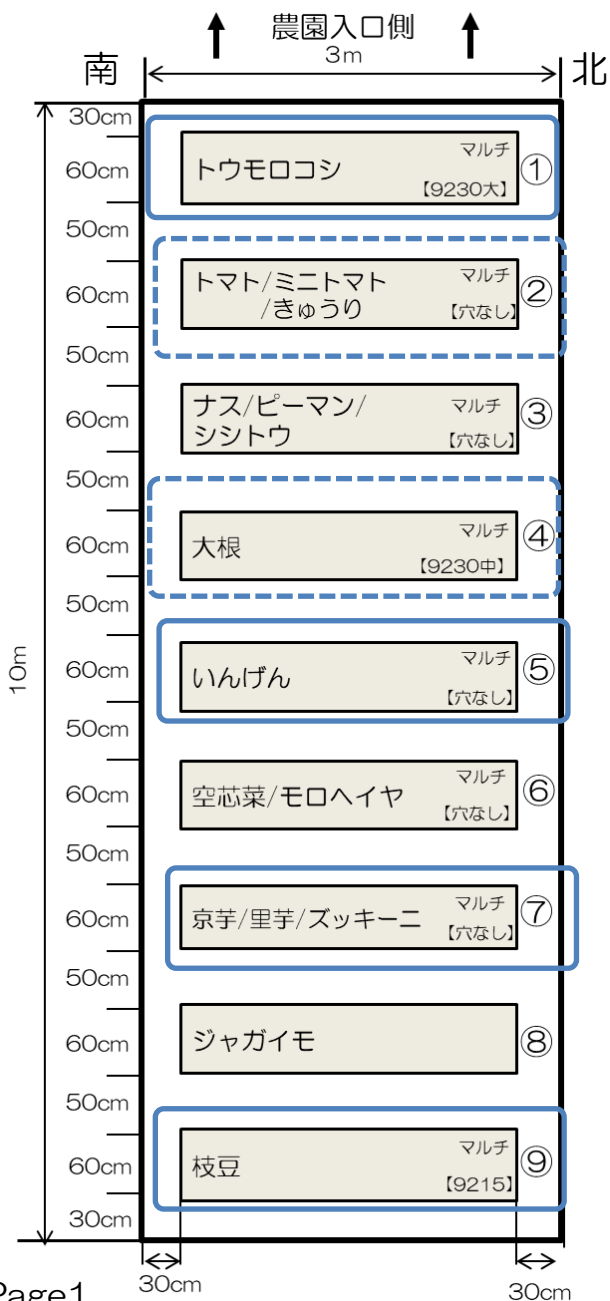 農園入口側
3m
南
北
30cm
60cm
トウモロコシ
マルチ
【9230大】
①
50cm
60cm
トマト/ミニトマト
/きゅうり
マルチ
【穴なし】
②
50cm
60cm
ナス/ピーマン/
シシトウ
マルチ
【穴なし】
③
50cm
60cm
大根
マルチ
【9230中】
④
50cm
10m
60cm
いんげん
マルチ
【穴なし】
⑤
50cm
60cm
空芯菜/モロヘイヤ
マルチ
【穴なし】
⑥
50cm
60cm
京芋/里芋/ズッキーニ
マルチ
【穴なし】
⑦
50cm
60cm
ジャガイモ
⑧
50cm
60cm
枝豆
マルチ
【9215】
⑨
30cm
30cm
30cm
Page1